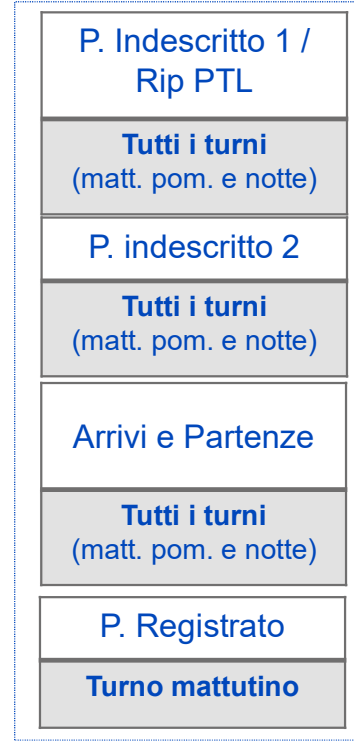 P. Indescritto 1 /
Rip PTL
Tutti i turni
(matt. pom. e notte)
P. indescritto 2
Tutti i turni
(matt. pom. e notte)
Arrivi e Partenze
Tutti i turni
(matt. pom. e notte)
P. Registrato
Turno mattutino